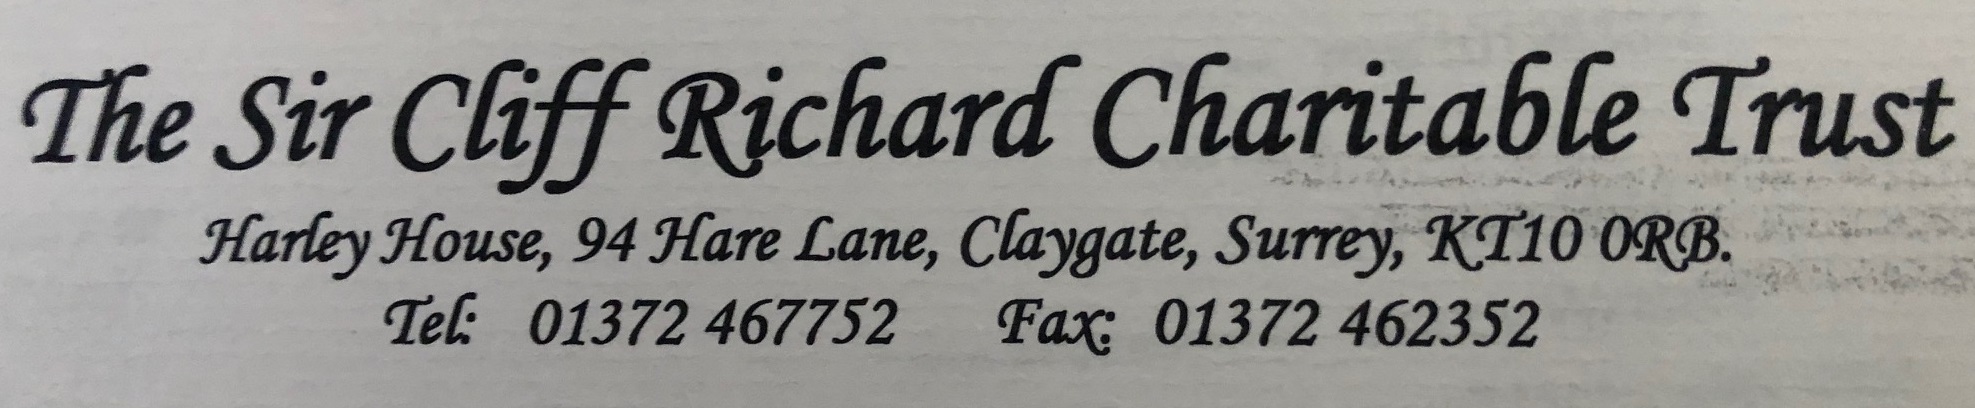 The Sir Cliff Richard Charitable Trust
Harley House, 94 Hare Lane, Claygate, Surrey, KT10 0RB.
Tel: 01372 467752 Fax: 01372 462352